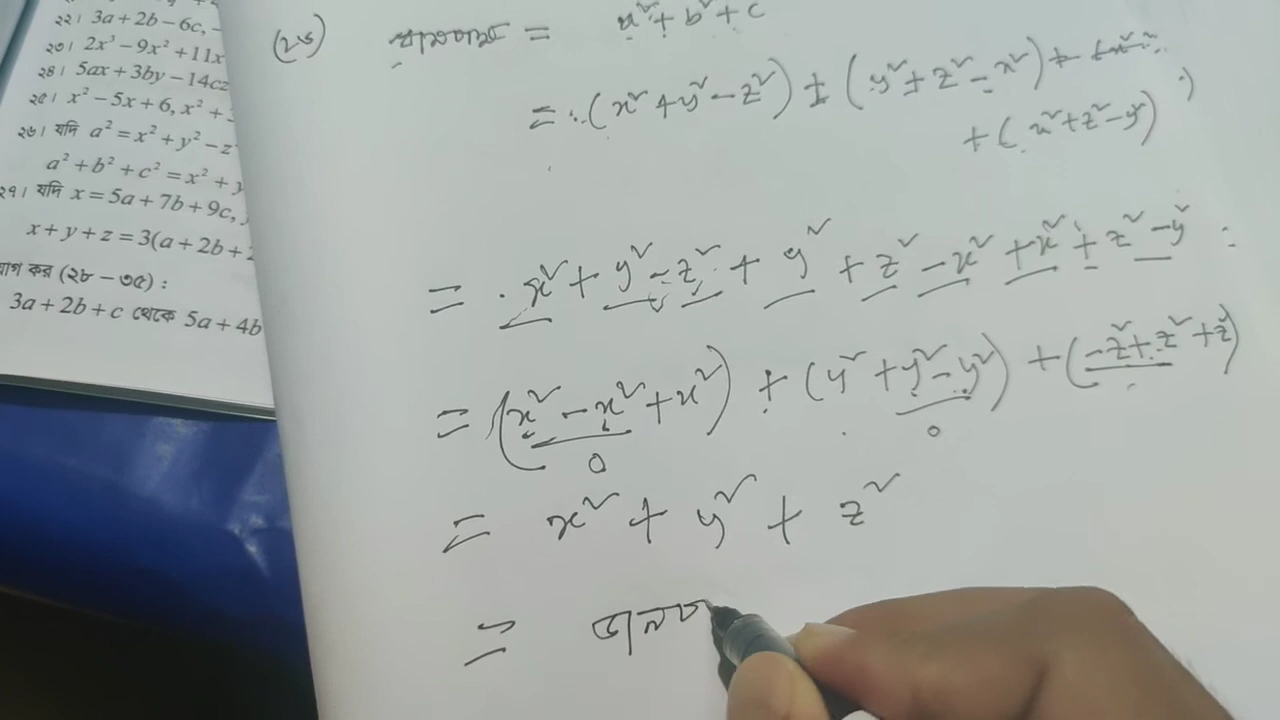 ২২। 3a + 2b − 6c, −
২৩। 2x³ − 9x² + 11x
২৪। 5ax + 3by − 14cz
২৫। x² − 5x + 6, x² +
২৬। যদি a² = x² + y² − z
a² + b² + c² = x² + y
২৭। যদি x = 5a + 7b + 9c,
x + y + z = 3(a + 2b +
যোগ কর (২৮ − ৩৫) :
3a + 2b + c থেকে 5a + 4b
(২৬) বামপক্ষ = a² + b² + c
= (x² + y² − z²) + (y² + z² − x²) +
+ (x² + z² − y²)
= x² + y² − z² + y² + z² − x² + x² + z² − y²
= (x² − x² + x²) + (y² + y² − y²) + (−z² + z² + z²)
0 0
= x² + y² + z²
= ডানপ